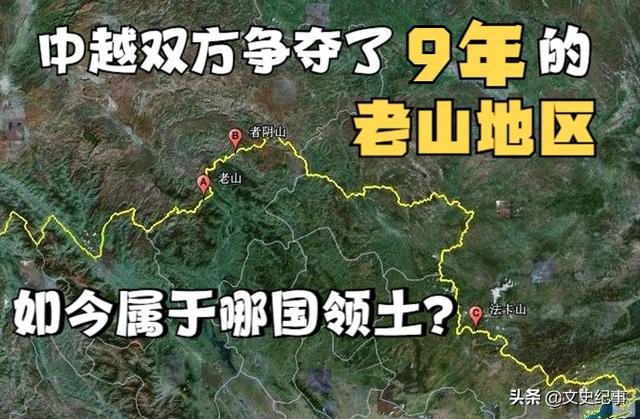 中越双方争夺了9年的
老山地区
B 者阴山
A 老山
如今属于哪国领土?
C 法卡山
头条 @文史纪事